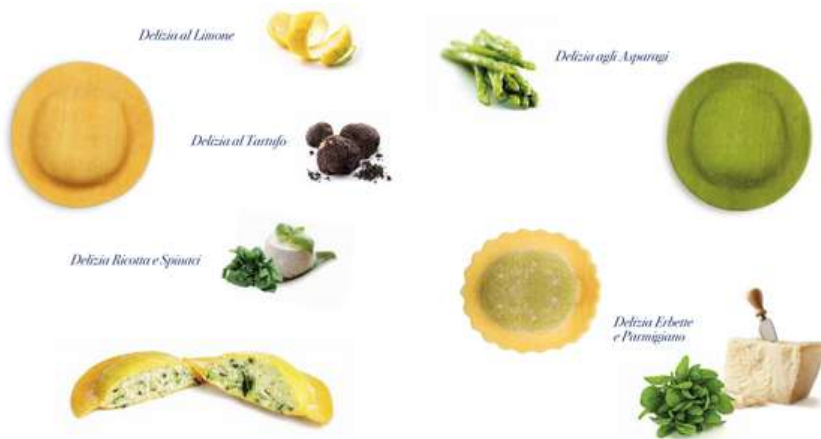 Delizia al Limone
Delizia agli Asparagi
Delizia al Tartufo
Delizia Ricotta e Spinaci
Delizia Erbette
e Parmigiano